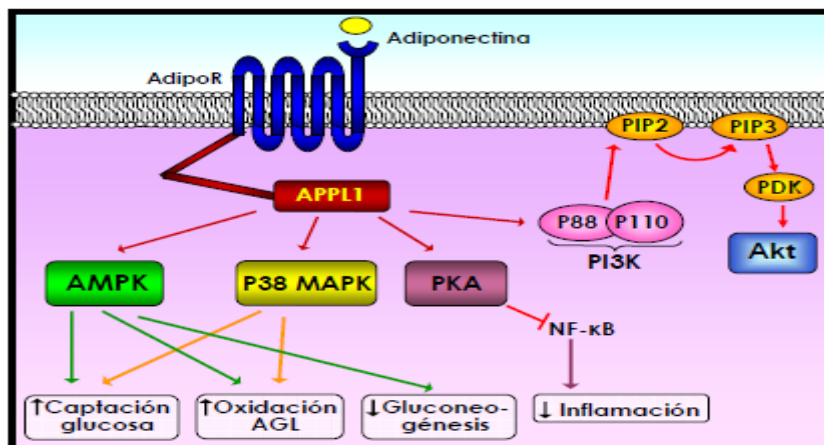 Adiponectina
AdipoR
PIP2
PIP3
PDK
APPL1
P88
P110
PI3K
Akt
AMPK
P38 MAPK
PKA
NF-κB
↑Captación
glucosa
↑Oxidación
AGL
↓Gluconeo-
génesis
↓ Inflamación